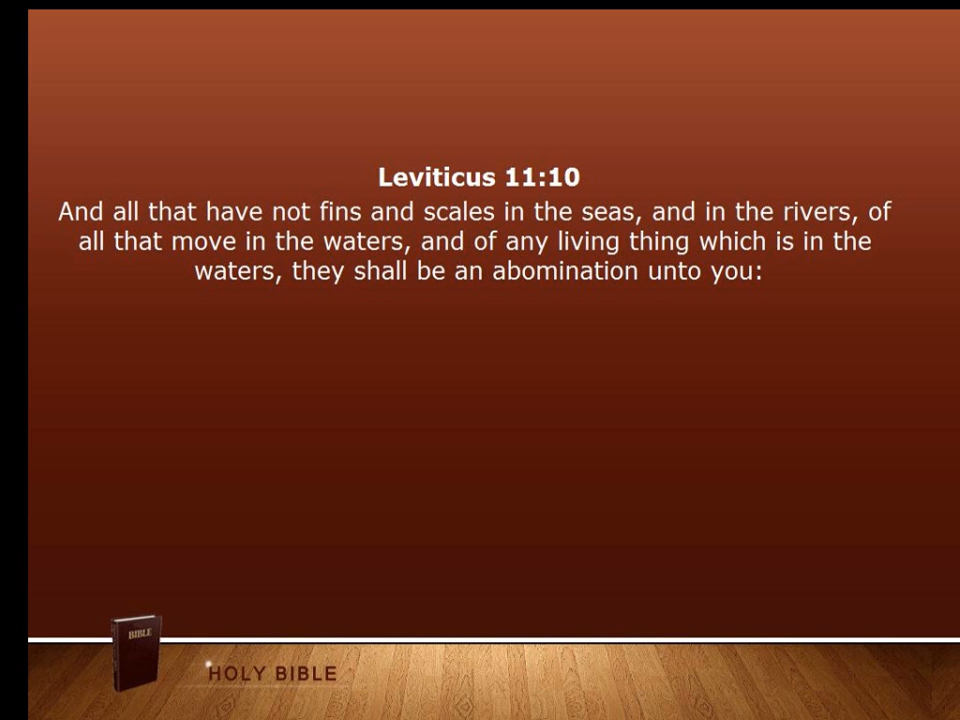 Leviticus 11:10
And all that have not fins and scales in the seas, and in the rivers, of
all that move in the waters, and of any living thing which is in the
waters, they shall be an abomination unto you:
BIBLE
HOLY BIBLE